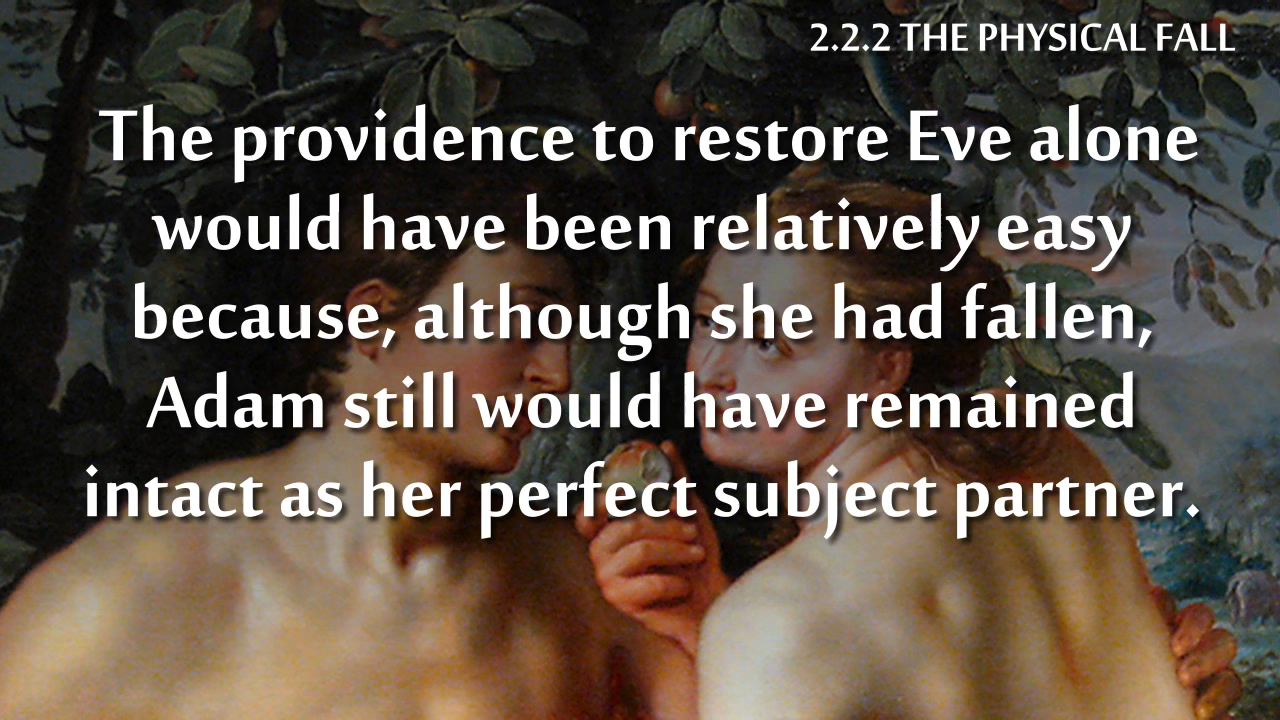 2.2.2 THE PHYSICAL FALL
The providence to restore Eve alone
would have been relatively easy
because, although she had fallen,
Adam still would have remained
intact as her perfect subject partner.